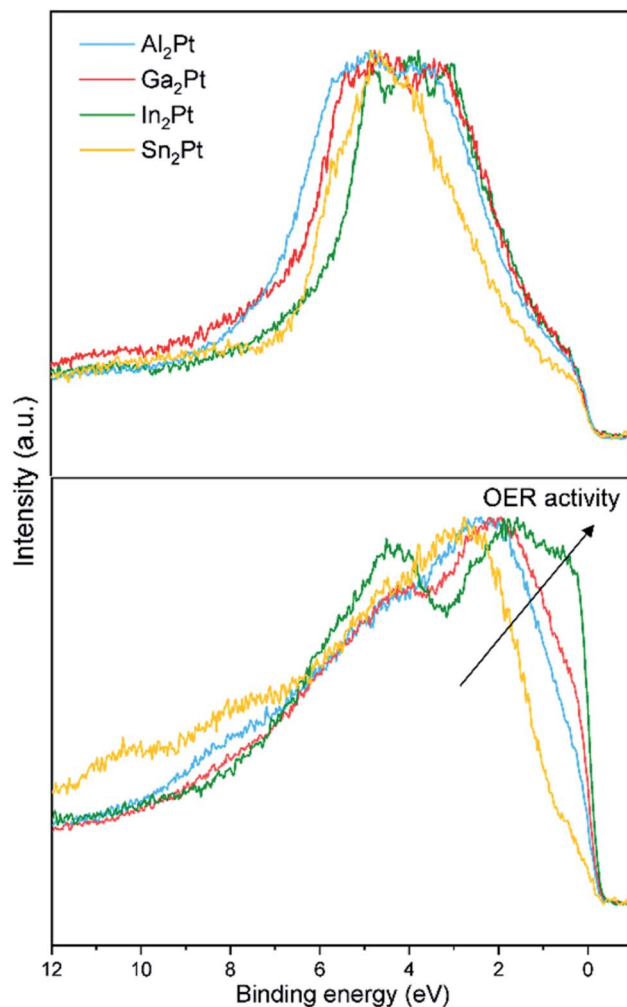 Al₂Pt
Ga₂Pt
In₂Pt
Sn₂Pt
Intensity (a.u.)
OER activity
12 10 8 6 4 2 0
Binding energy (eV)